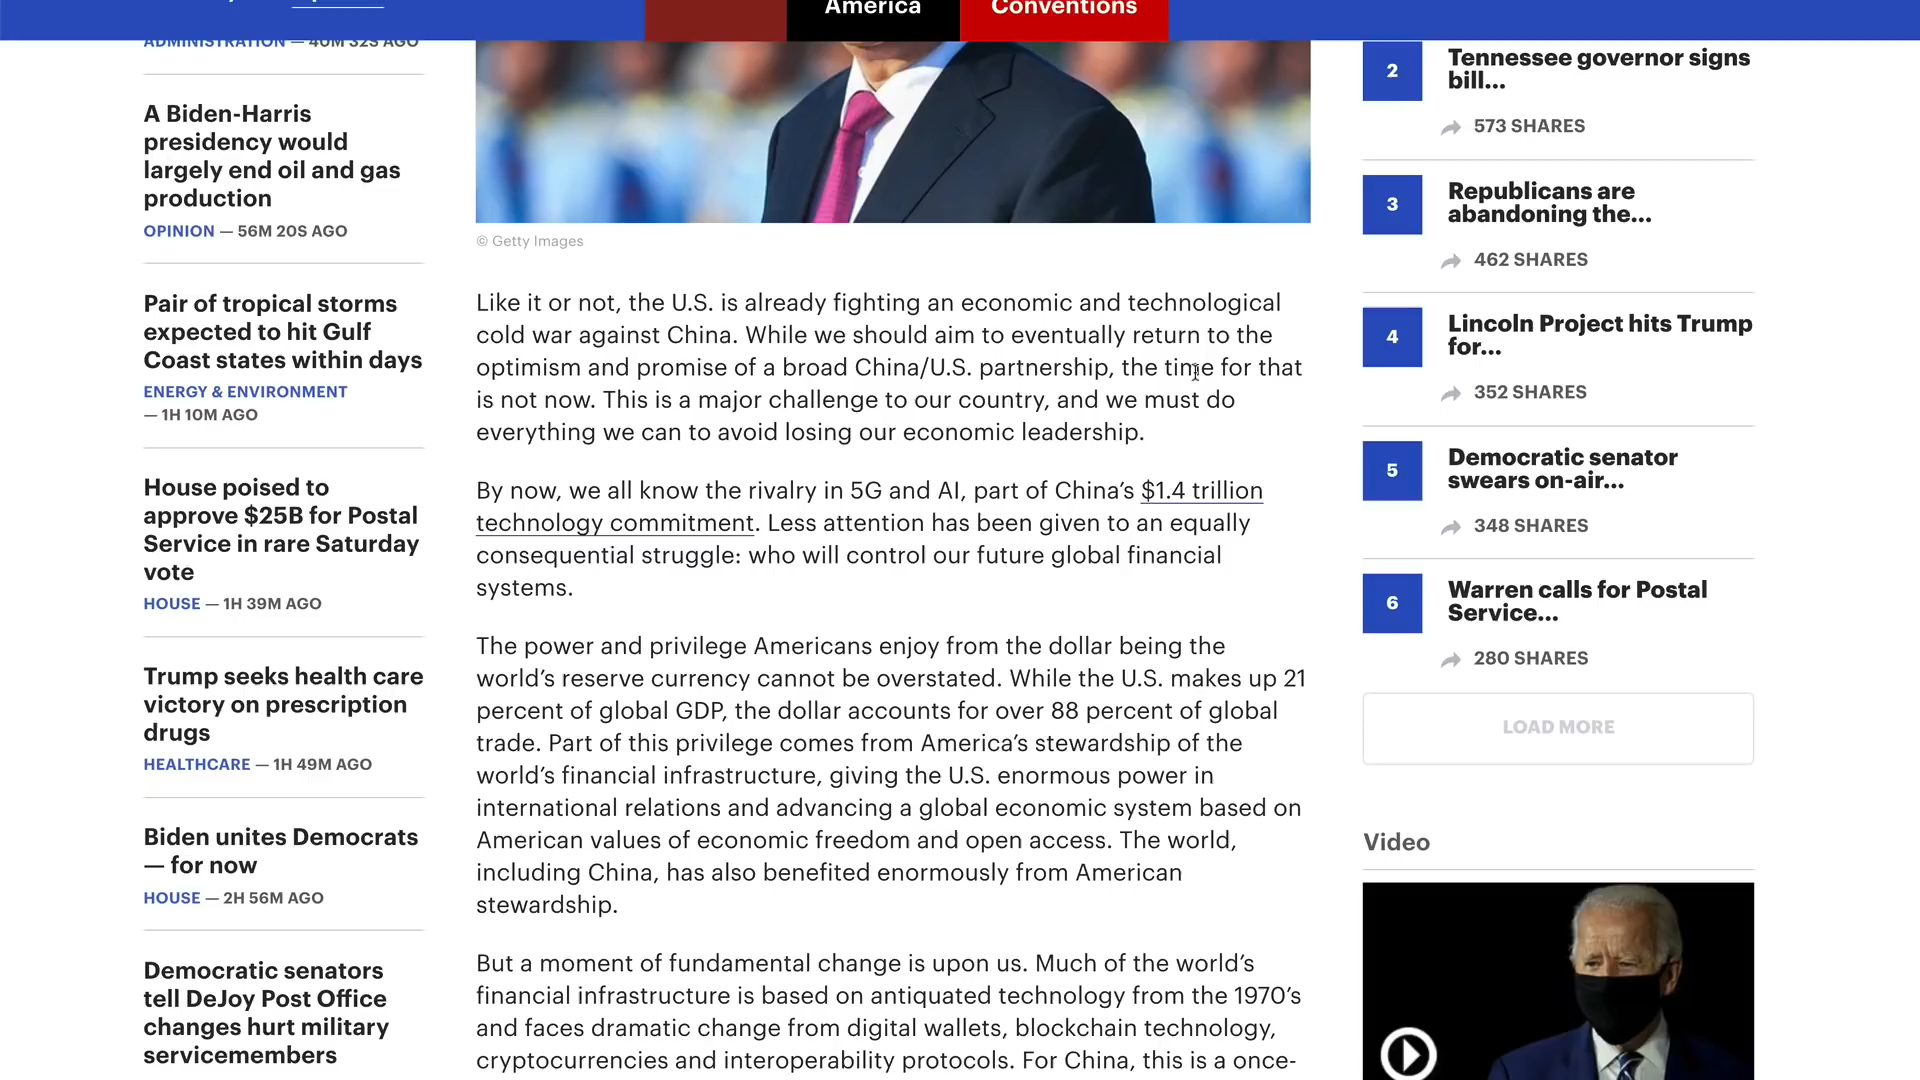 America
Conventions
ADMINISTRATION — 40M 32S AGO
A Biden-Harris
presidency would
largely end oil and gas
production
OPINION — 56M 20S AGO
Pair of tropical storms
expected to hit Gulf
Coast states within days
ENERGY & ENVIRONMENT
— 1H 10M AGO
House poised to
approve $25B for Postal
Service in rare Saturday
vote
HOUSE — 1H 39M AGO
Trump seeks health care
victory on prescription
drugs
HEALTHCARE — 1H 49M AGO
Biden unites Democrats
— for now
HOUSE — 2H 56M AGO
Democratic senators
tell DeJoy Post Office
changes hurt military
servicemembers
© Getty Images
Like it or not, the U.S. is already fighting an economic and technological
cold war against China. While we should aim to eventually return to the
optimism and promise of a broad China/U.S. partnership, the time for that
is not now. This is a major challenge to our country, and we must do
everything we can to avoid losing our economic leadership.
By now, we all know the rivalry in 5G and AI, part of China’s $1.4 trillion
technology commitment. Less attention has been given to an equally
consequential struggle: who will control our future global financial
systems.
The power and privilege Americans enjoy from the dollar being the
world’s reserve currency cannot be overstated. While the U.S. makes up 21
percent of global GDP, the dollar accounts for over 88 percent of global
trade. Part of this privilege comes from America’s stewardship of the
world’s financial infrastructure, giving the U.S. enormous power in
international relations and advancing a global economic system based on
American values of economic freedom and open access. The world,
including China, has also benefited enormously from American
stewardship.
But a moment of fundamental change is upon us. Much of the world’s
financial infrastructure is based on antiquated technology from the 1970’s
and faces dramatic change from digital wallets, blockchain technology,
cryptocurrencies and interoperability protocols. For China, this is a once-
2
Tennessee governor signs
bill...
573 SHARES
3
Republicans are
abandoning the...
462 SHARES
4
Lincoln Project hits Trump
for...
352 SHARES
5
Democratic senator
swears on-air...
348 SHARES
6
Warren calls for Postal
Service...
280 SHARES
LOAD MORE
Video